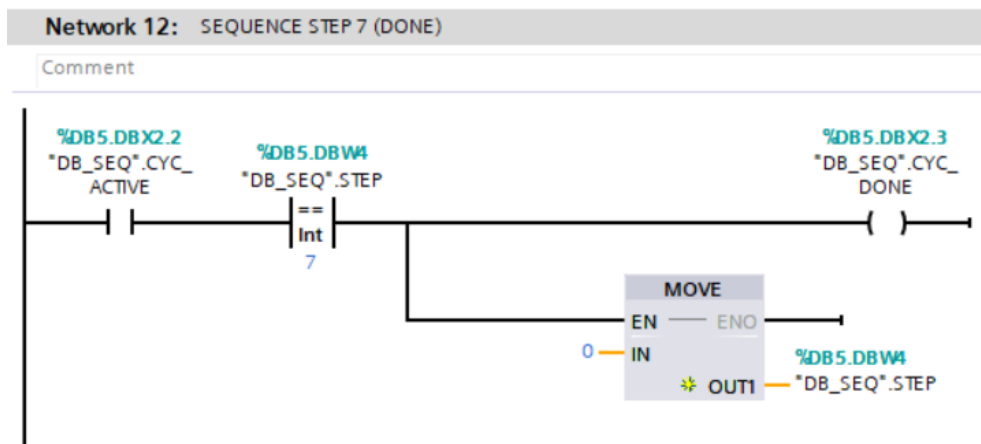 Network 12: SEQUENCE STEP 7 (DONE)
Comment
%DB5.DBX2.2
"DB_SEQ".CYC_
ACTIVE
%DB5.DBW4
"DB_SEQ".STEP
==
Int
7
%DB5.DBX2.3
"DB_SEQ".CYC_
DONE
MOVE
EN ENO
0 IN
%DB5.DBW4
OUT1 "DB_SEQ".STEP